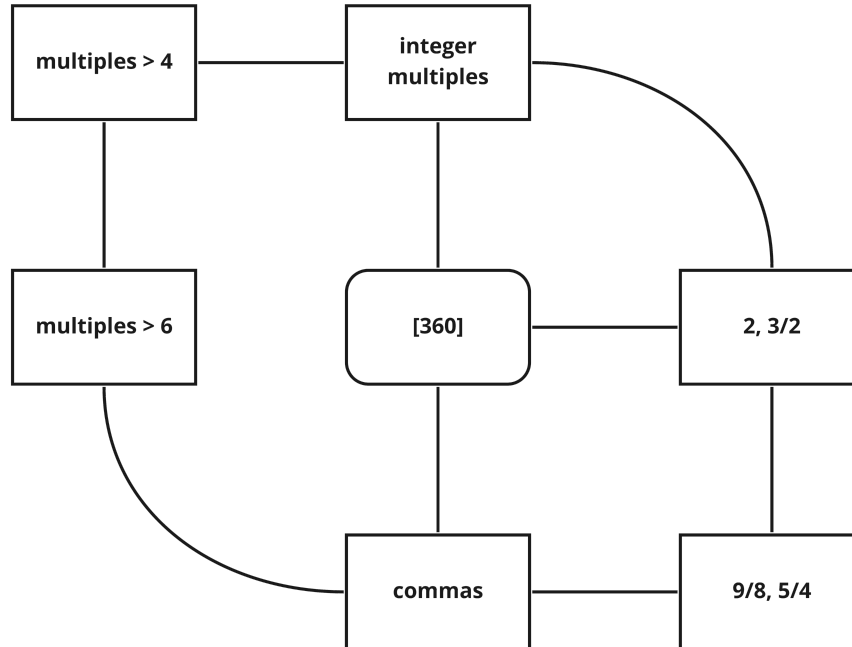 multiples > 4
integer
multiples
multiples > 6
[360]
2, 3/2
commas
9/8, 5/4